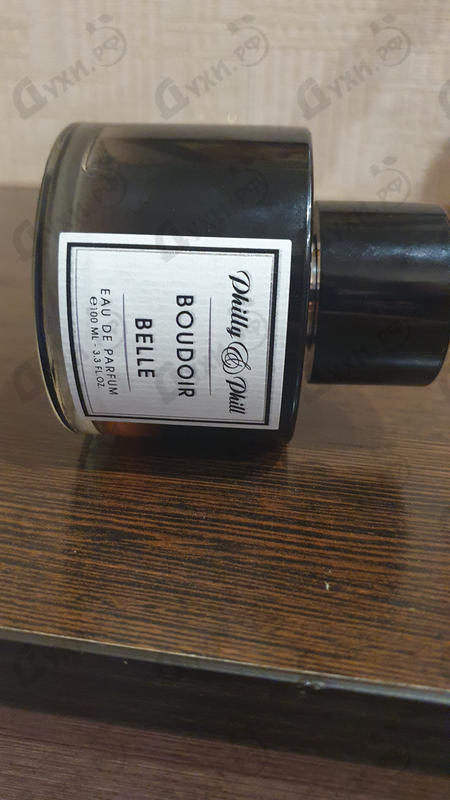 Philly & Phill
BOUDOIR
BELLE
EAU DE PARFUM
℮100 ML - 3.3 FL.OZ.
Духи.рф